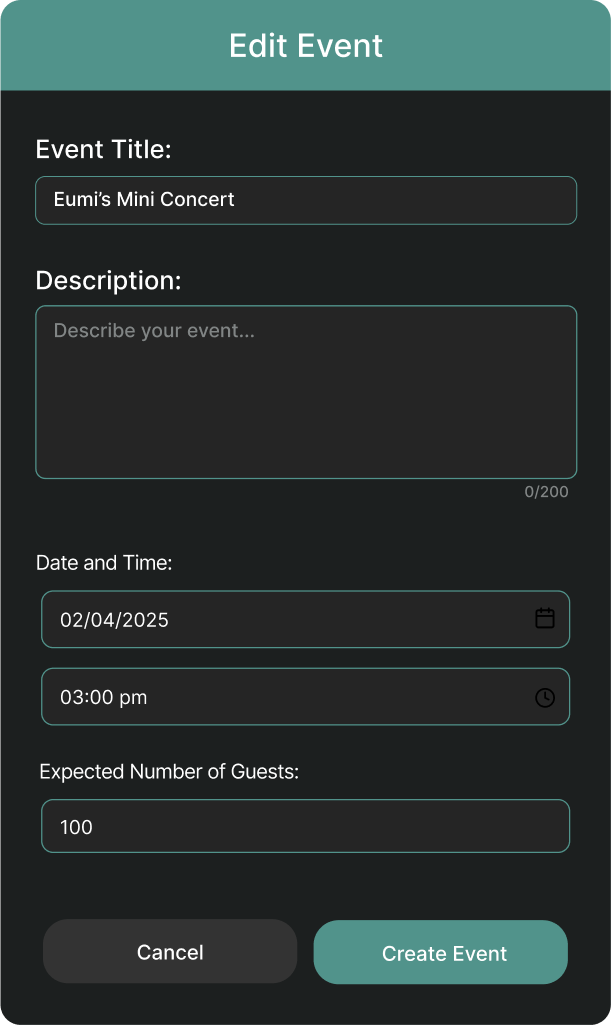 Edit Event
Event Title:
Eumi’s Mini Concert
Description:
Describe your event...
0/200
Date and Time:
02/04/2025
03:00 pm
Expected Number of Guests:
100
Cancel
Create Event